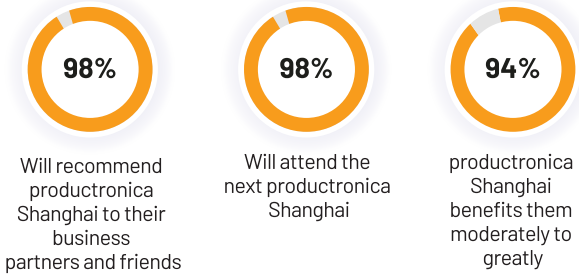 98%
Will recommend
productronica
Shanghai to their
business
partners and friends
98%
Will attend the
next productronica
Shanghai
94%
productronica
Shanghai
benefits them
moderately to
greatly